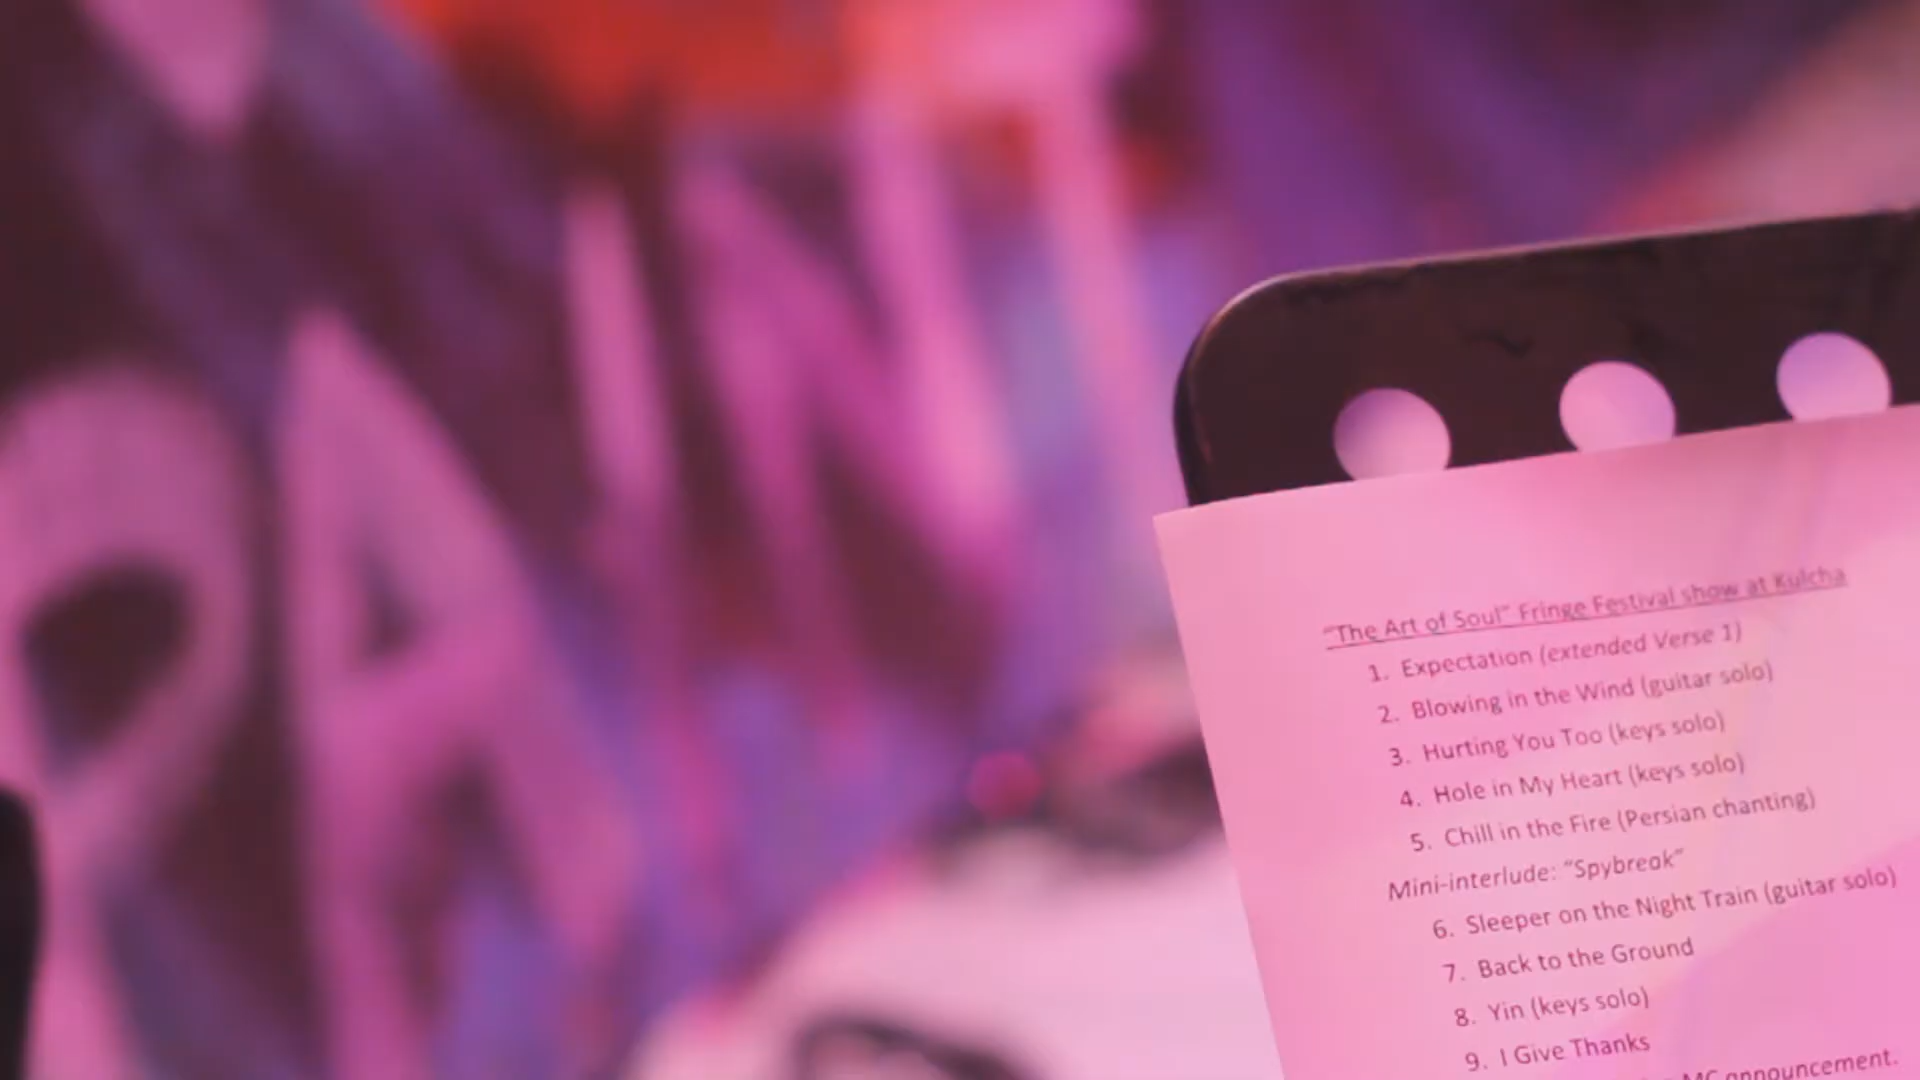 "The Art of Soul" Fringe Festival show at Kulcha
1. Expectation (extended Verse 1)
2. Blowing in the Wind (guitar solo)
3. Hurting You Too (keys solo)
4. Hole in My Heart (keys solo)
5. Chill in the Fire (Persian chanting)
Mini-interlude: "Spybreak"
6. Sleeper on the Night Train (guitar solo)
7. Back to the Ground
8. Yin (keys solo)
9. I Give Thanks
MC announcement.